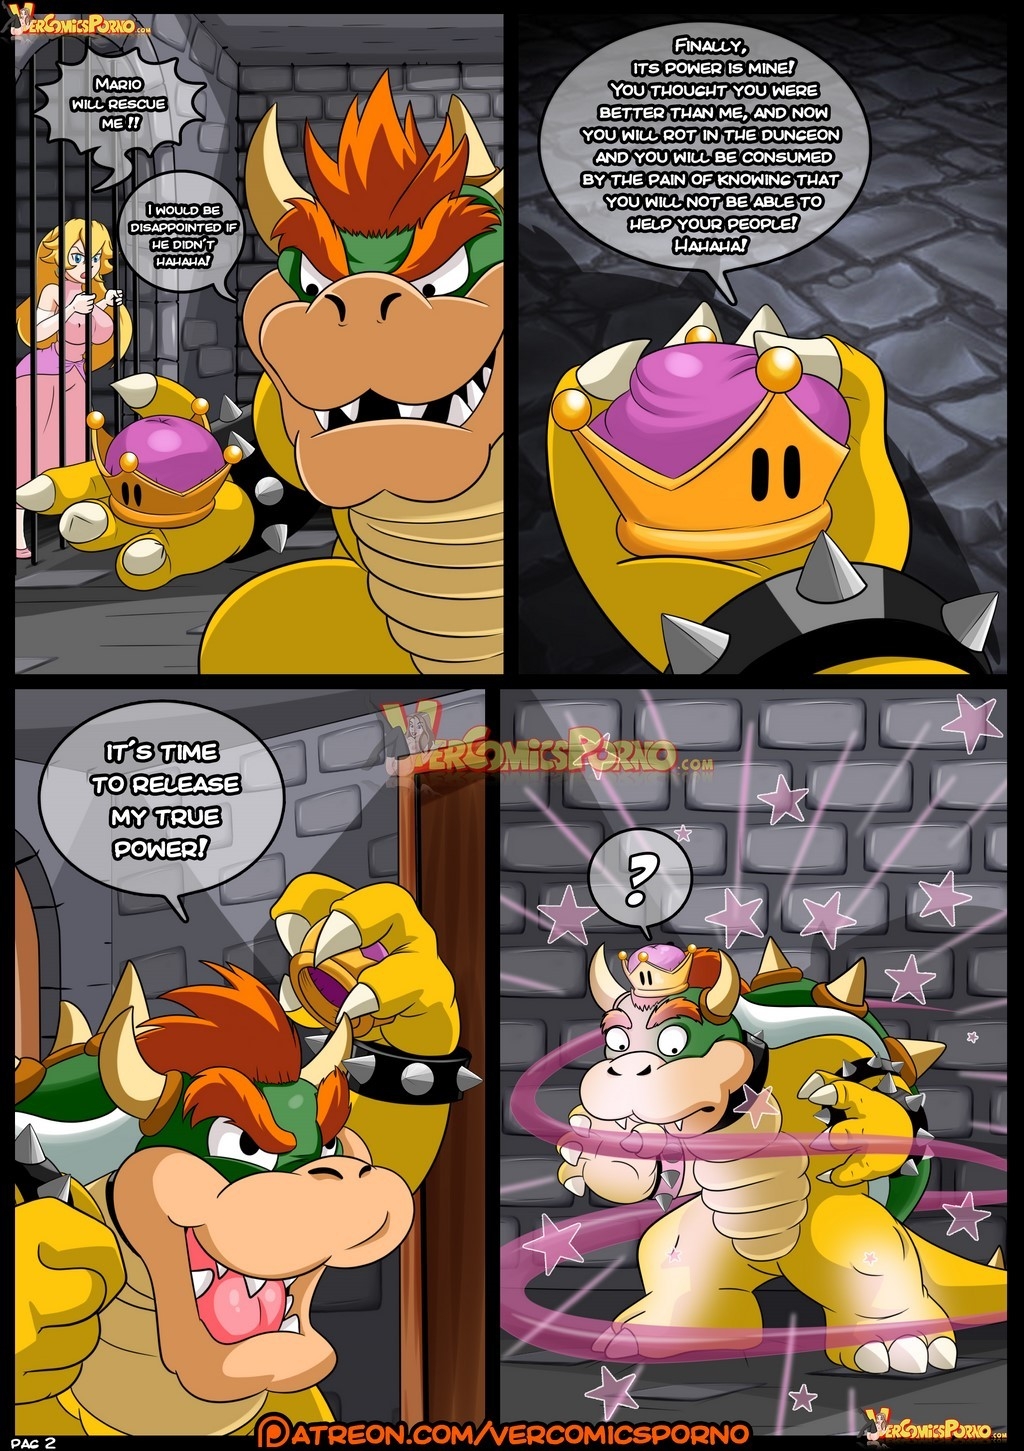 VerComicsPorno.com
Mario
will rescue
me !!
I would be
disappointed if
he didn't
hahaha!
Finally,
its power is mine!
You thought you were
better than me, and now
you will rot in the dungeon
and you will be consumed
by the pain of knowing that
you will not be able to
help your people!
Hahaha!
it's time
to release
my true
power!
VerComicsPorno.com
?
Patreon.com/vercomicsporno
VerComicsPorno.com
pag 2